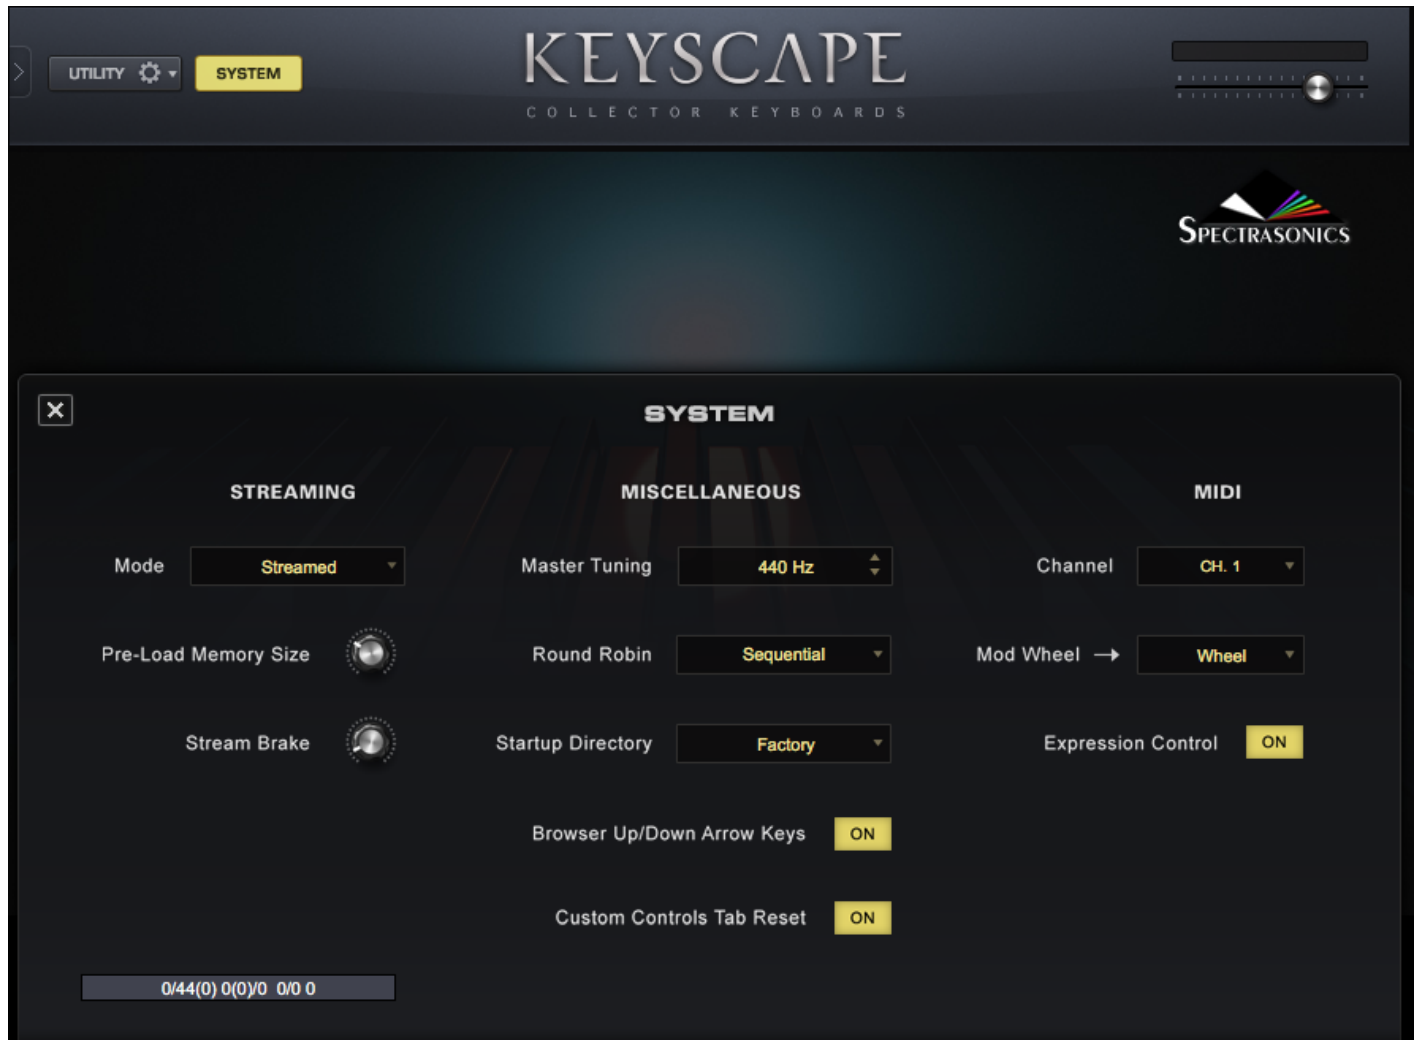 UTILITY
SYSTEM
KEYSCAPE
COLLECTOR KEYBOARDS
SPECTRASONICS
SYSTEM
STREAMING
MISCELLANEOUS
MIDI
Mode Streamed
Master Tuning 440 Hz
Channel CH. 1
Pre-Load Memory Size
Round Robin Sequential
Mod Wheel → Wheel
Stream Brake
Startup Directory Factory
Expression Control ON
Browser Up/Down Arrow Keys ON
Custom Controls Tab Reset ON
0/44(0) 0(0)/0 0/0 0